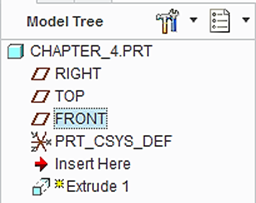 Model Tree
CHAPTER_4.PRT
RIGHT
TOP
FRONT
PRT_CSYS_DEF
Insert Here
Extrude 1